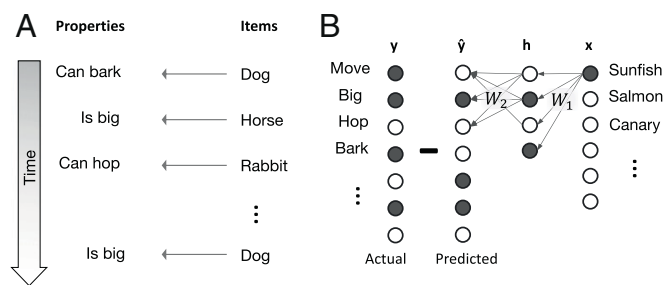 A
Properties
Items
Can bark
Dog
Is big
Horse
Can hop
Rabbit
Is big
Dog
Time
B
y
ŷ
h
x
Move
Big
Hop
Bark
W₂
W₁
Sunfish
Salmon
Canary
Actual
Predicted